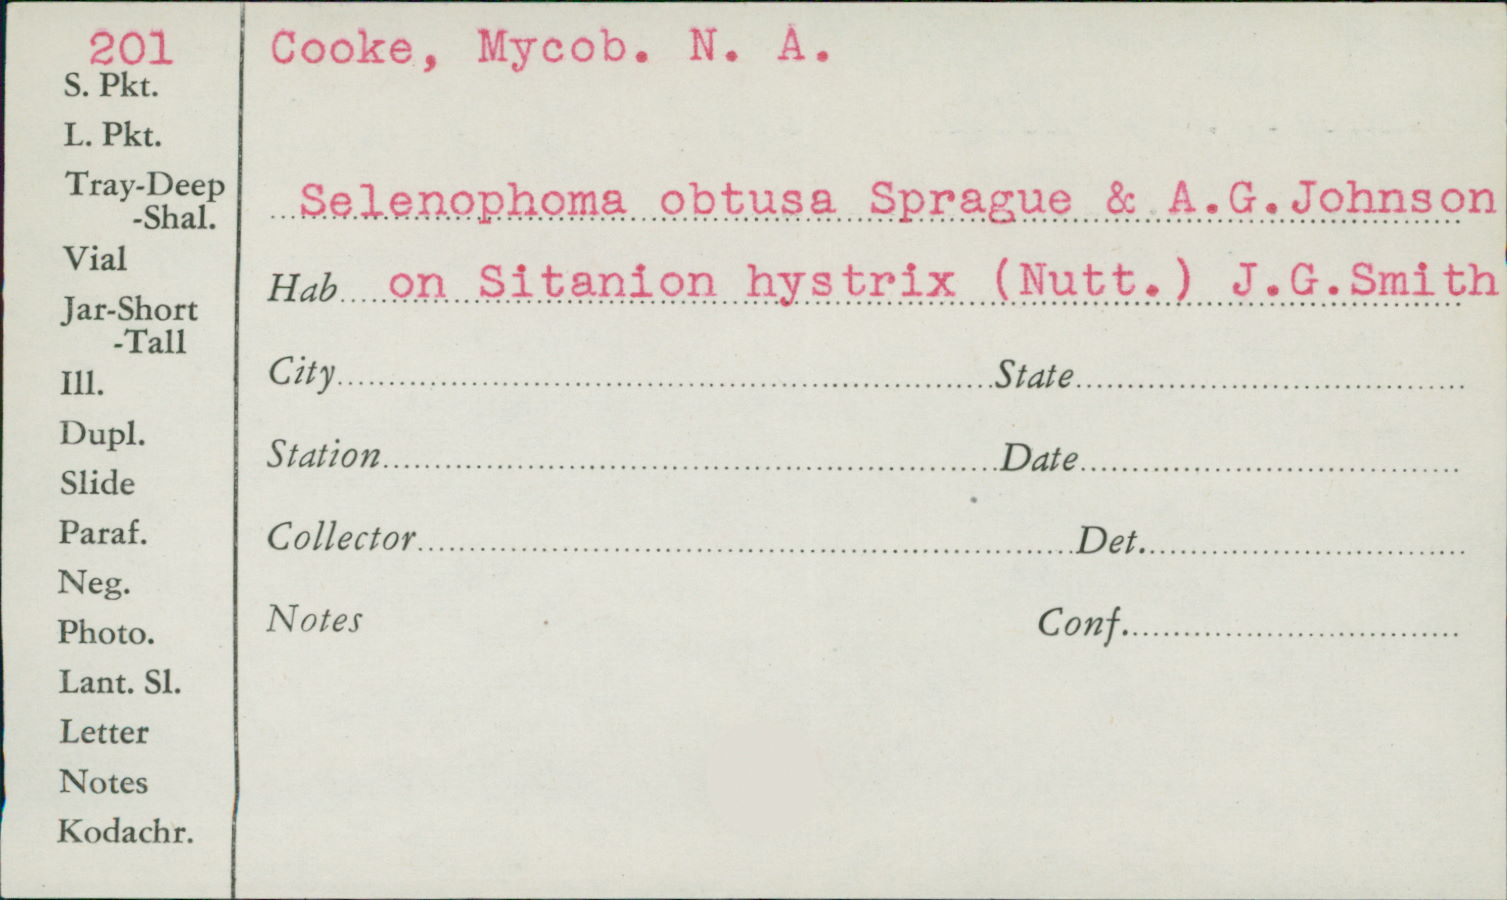 201
S. Pkt.
L. Pkt.
Tray-Deep
-Shal.
Vial
Jar-Short
-Tall
Ill.
Dupl.
Slide
Paraf.
Neg.
Photo.
Lant. Sl.
Letter
Notes
Kodachr.
Cooke, Mycob. N. A.
Selenophoma obtusa Sprague & A.G.Johnson
Hab on Sitanion hystrix (Nutt.) J.G.Smith
City State
Station Date
Collector Det.
Notes Conf.